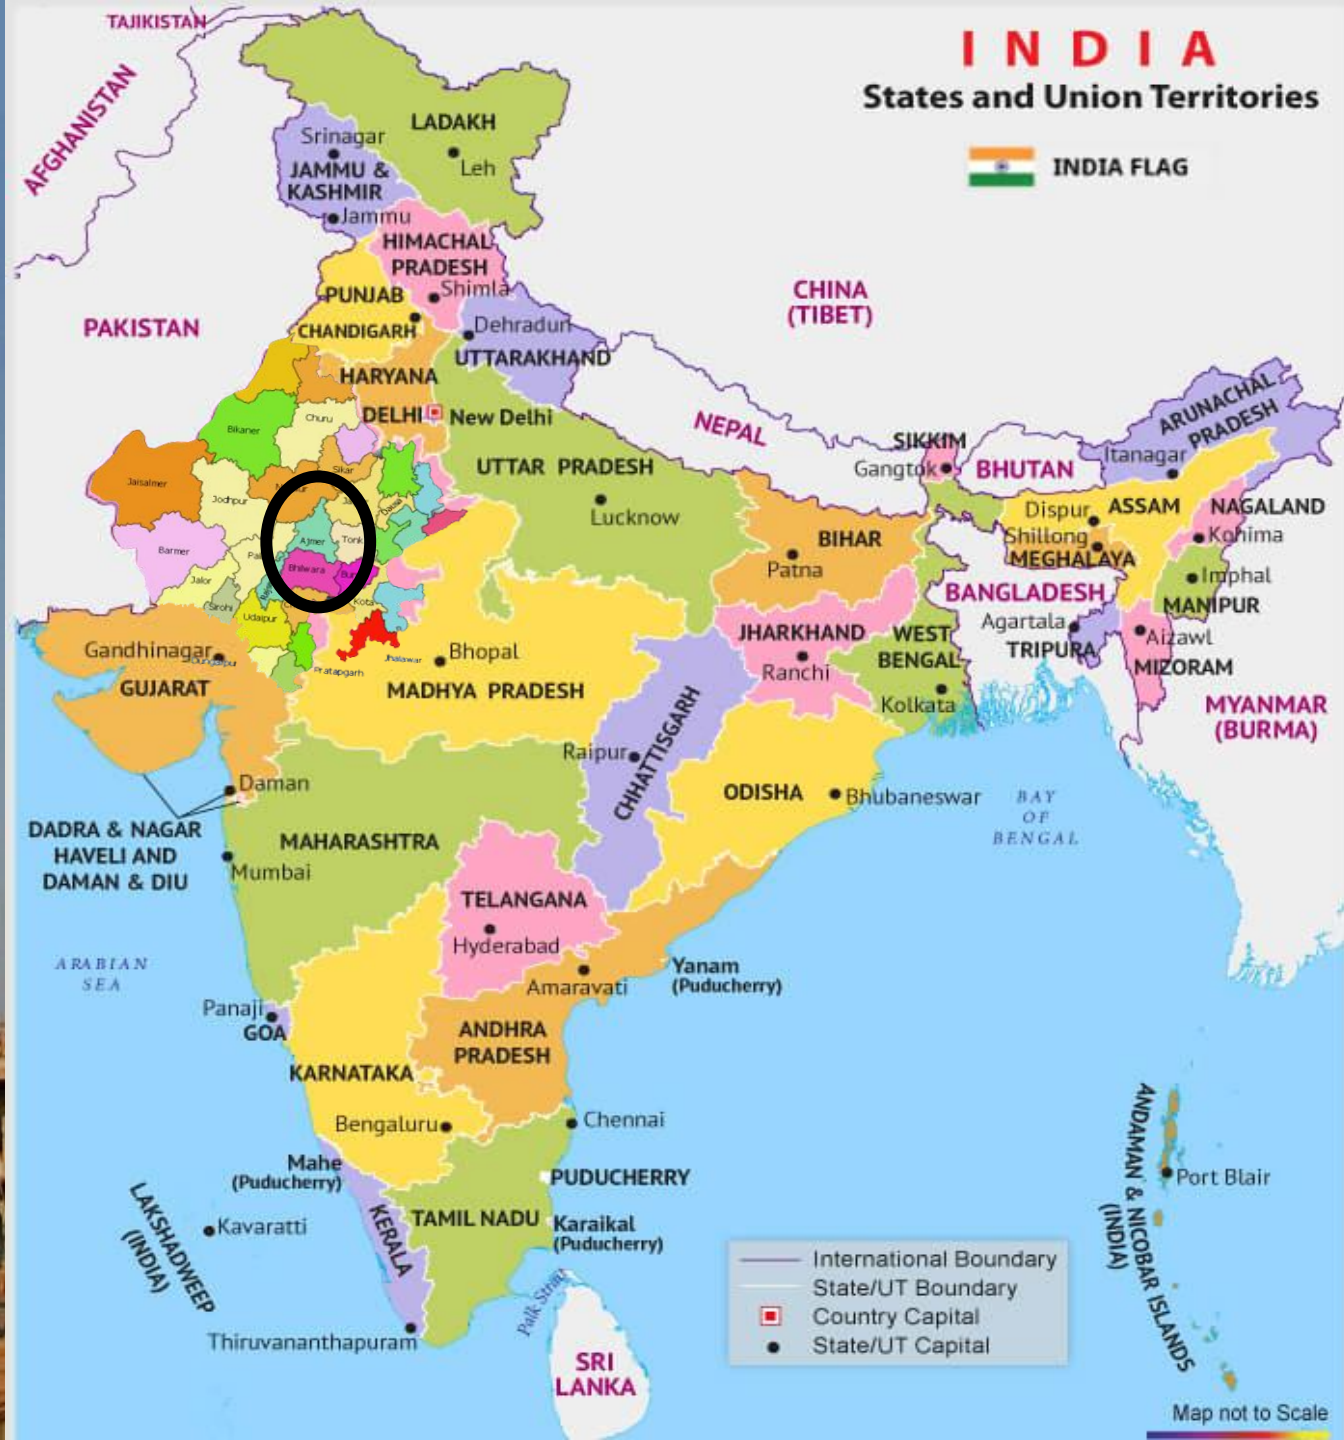 TAJIKISTAN
INDIA
States and Union Territories
INDIA FLAG
AFGHANISTAN
LADAKH
Leh
Srinagar
JAMMU &
KASHMIR
Jammu
HIMACHAL
PRADESH
Shimla
PUNJAB
CHANDIGARH
CHINA
(TIBET)
PAKISTAN
Dehradun
UTTARAKHAND
HARYANA
DELHI
New Delhi
NEPAL
ARUNACHAL
PRADESH
Itanagar
SIKKIM
Gangtok
BHUTAN
UTTAR PRADESH
Lucknow
Churu
Bikaner
Sikar
Jaisalmer
Jodhpur
Ajmer
Tonk
Barmer
Bhilwara
Jalor
Sirohi
Kota
Udaipur
Pratapgarh
Jhalawar
ASSAM
Dispur
NAGALAND
Kohima
Shillong
MEGHALAYA
BIHAR
Patna
Imphal
MANIPUR
BANGLADESH
Agartala
TRIPURA
Aizawl
MIZORAM
JHARKHAND
Ranchi
WEST
BENGAL
Kolkata
Gandhinagar
GUJARAT
Bhopal
MADHYA PRADESH
MYANMAR
(BURMA)
CHHATTISGARH
Raipur
ODISHA
Bhubaneswar
BAY
OF
BENGAL
Daman
DADRA & NAGAR
HAVELI AND
DAMAN & DIU
MAHARASHTRA
Mumbai
TELANGANA
Hyderabad
ARABIAN
SEA
Yanam
(Puducherry)
Amaravati
Panaji
GOA
ANDHRA
PRADESH
KARNATAKA
Bengaluru
Chennai
Mahe
(Puducherry)
PUDUCHERRY
KERALA
TAMIL NADU
Karaikal
(Puducherry)
LAKSHADWEEP
(INDIA)
Kavaratti
Thiruvananthapuram
Palk Strait
SRI
LANKA
ANDAMAN & NICOBAR ISLANDS
(INDIA)
Port Blair
International Boundary
State/UT Boundary
Country Capital
State/UT Capital
Map not to Scale